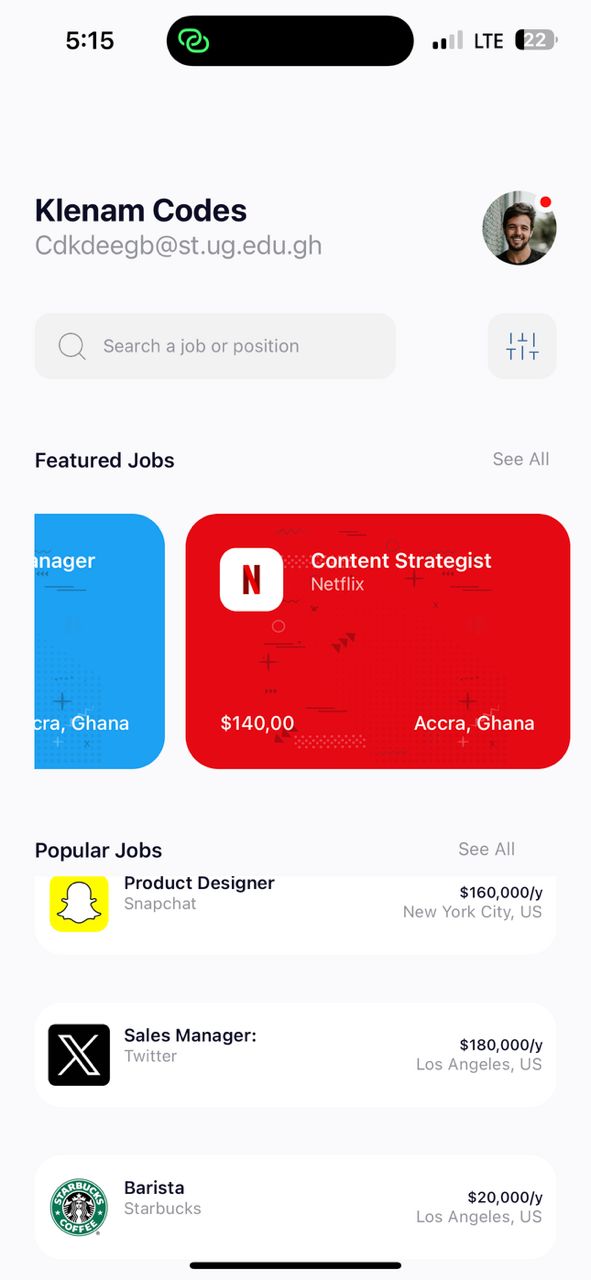 5:15
LTE 22
Klenam Codes
Cdkdeegb@st.ug.edu.gh
Search a job or position
Featured Jobs See All
anager
cra, Ghana
N
Content Strategist
Netflix
$140,00 Accra, Ghana
Popular Jobs See All
Product Designer
Snapchat
$160,000/y
New York City, US
X
Sales Manager:
Twitter
$180,000/y
Los Angeles, US
STARBUCKS
COFFEE
Barista
Starbucks
$20,000/y
Los Angeles, US